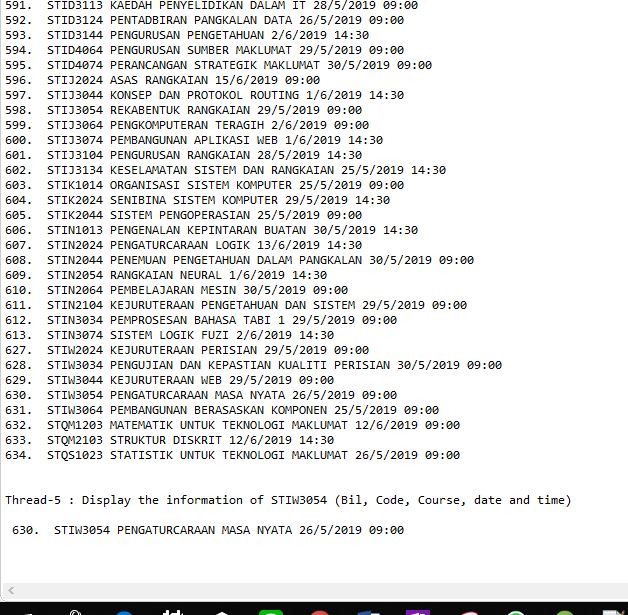 591. STID3113 KAEDAH PENYELIDIKAN DALAM IT 28/5/2019 09:00
592. STID3124 PENTADBIRAN PANGKALAN DATA 26/5/2019 09:00
593. STID3144 PENGURUSAN PENGETAHUAN 2/6/2019 14:30
594. STID4064 PENGURUSAN SUMBER MAKLUMAT 29/5/2019 09:00
595. STID4074 PERANCANGAN STRATEGIK MAKLUMAT 30/5/2019 09:00
596. STIJ2024 ASAS RANGKAIAN 15/6/2019 09:00
597. STIJ3044 KONSEP DAN PROTOKOL ROUTING 1/6/2019 14:30
598. STIJ3054 REKABENTUK RANGKAIAN 29/5/2019 09:00
599. STIJ3064 PENGKOMPUTERAN TERAGIH 2/6/2019 09:00
600. STIJ3074 PEMBANGUNAN APLIKASI WEB 1/6/2019 14:30
601. STIJ3104 PENGURUSAN RANGKAIAN 28/5/2019 14:30
602. STIJ3134 KESELAMATAN SISTEM DAN RANGKAIAN 25/5/2019 14:30
603. STIK1014 ORGANISASI SISTEM KOMPUTER 25/5/2019 09:00
604. STIK2024 SENIBINA SISTEM KOMPUTER 29/5/2019 14:30
605. STIK2044 SISTEM PENGOPERASIAN 25/5/2019 09:00
606. STIN1013 PENGENALAN KEPINTARAN BUATAN 30/5/2019 14:30
607. STIN2024 PENGATURCARAAN LOGIK 13/6/2019 14:30
608. STIN2044 PENEMUAN PENGETAHUAN DALAM PANGKALAN 30/5/2019 09:00
609. STIN2054 RANGKAIAN NEURAL 1/6/2019 14:30
610. STIN2064 PEMBELAJARAN MESIN 30/5/2019 09:00
611. STIN2104 KEJURUTERAAN PENGETAHUAN DAN SISTEM 29/5/2019 09:00
612. STIN3034 PEMPROSESAN BAHASA TABI 1 29/5/2019 09:00
613. STIN3074 SISTEM LOGIK FUZI 2/6/2019 14:30
627. STIW2024 KEJURUTERAAN PERISIAN 29/5/2019 09:00
628. STIW3034 PENGUJIAN DAN KEPASTIAN KUALITI PERISIAN 30/5/2019 09:00
629. STIW3044 KEJURUTERAAN WEB 29/5/2019 09:00
630. STIW3054 PENGATURCARAAN MASA NYATA 26/5/2019 09:00
631. STIW3064 PEMBANGUNAN BERASASKAN KOMPONEN 25/5/2019 09:00
632. STQM1203 MATEMATIK UNTUK TEKNOLOGI MAKLUMAT 12/6/2019 09:00
633. STQM2103 STRUKTUR DISKRIT 12/6/2019 14:30
634. STQS1023 STATISTIK UNTUK TEKNOLOGI MAKLUMAT 26/5/2019 09:00
Thread-5 : Display the information of STIW3054 (Bil, Code, Course, date and time)
630. STIW3054 PENGATURCARAAN MASA NYATA 26/5/2019 09:00